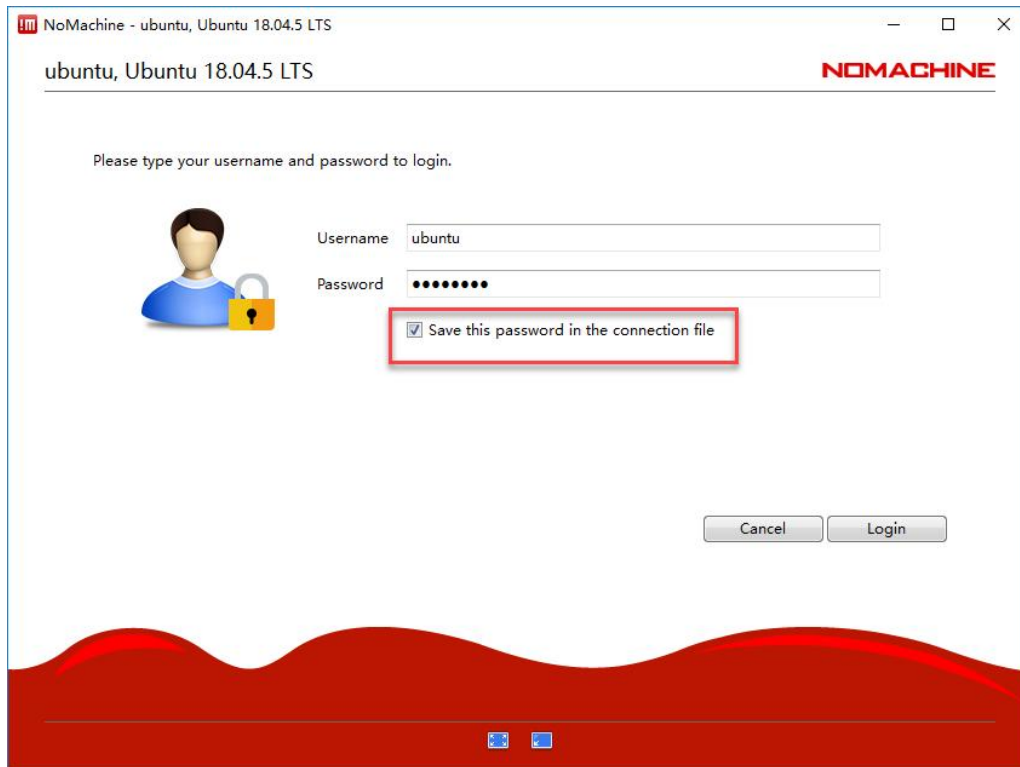 NoMachine - ubuntu, Ubuntu 18.04.5 LTS
ubuntu, Ubuntu 18.04.5 LTS
NOMACHINE
Please type your username and password to login.
Username ubuntu
Password ●●●●●●●●
Save this password in the connection file
Cancel Login